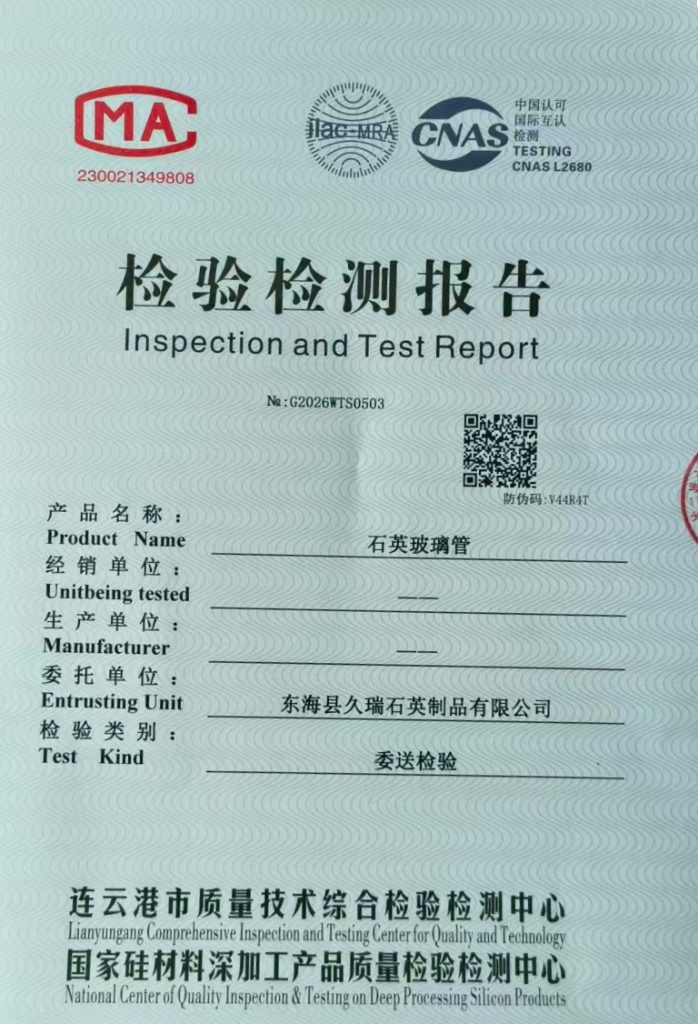 MA
230021349808
ilac-MRA
CNAS
中国认可
国际互认
检测
TESTING
CNAS L2680
检验检测报告
Inspection and Test Report
№:G2026WTS0503
防伪码:V44R4T
产品名称：
Product Name
石英玻璃管
经销单位：
Unitbeing tested
——
生产单位：
Manufacturer
——
委托单位：
Entrusting Unit
东海县久瑞石英制品有限公司
检验类别：
Test Kind
委送检验
连云港市质量技术综合检验检测中心
Lianyungang Comprehensive Inspection and Testing Center for Quality and Technology
国家硅材料深加工产品质量检验检测中心
National Center of Quality Inspection & Testing on Deep Processing Silicon Products